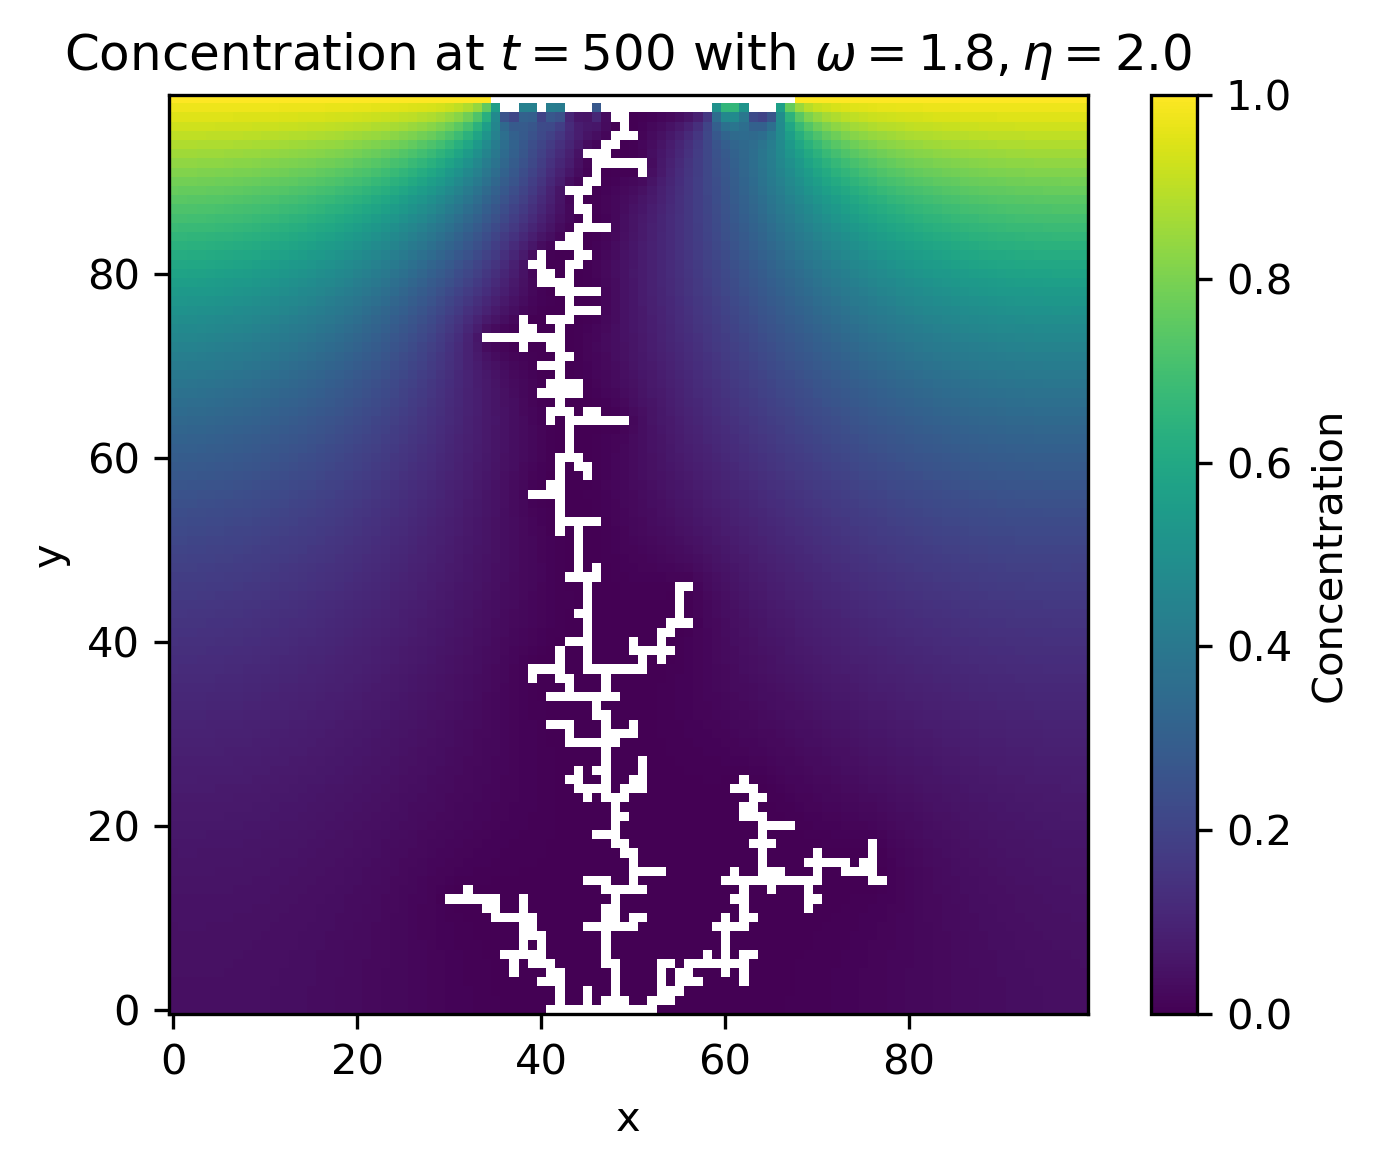 Concentration at t = 500 with ω = 1.8, η = 2.0
y
80
60
40
20
0
0 20 40 60 80
x
1.0
0.8
0.6
0.4
0.2
0.0
Concentration